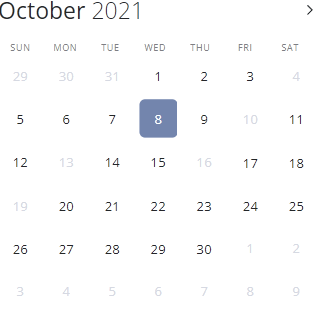 October 2021
SUN MON TUE WED THU FRI SAT
29 30 31 1 2 3 4
5 6 7 8 9 10 11
12 13 14 15 16 17 18
19 20 21 22 23 24 25
26 27 28 29 30 1 2
3 4 5 6 7 8 9